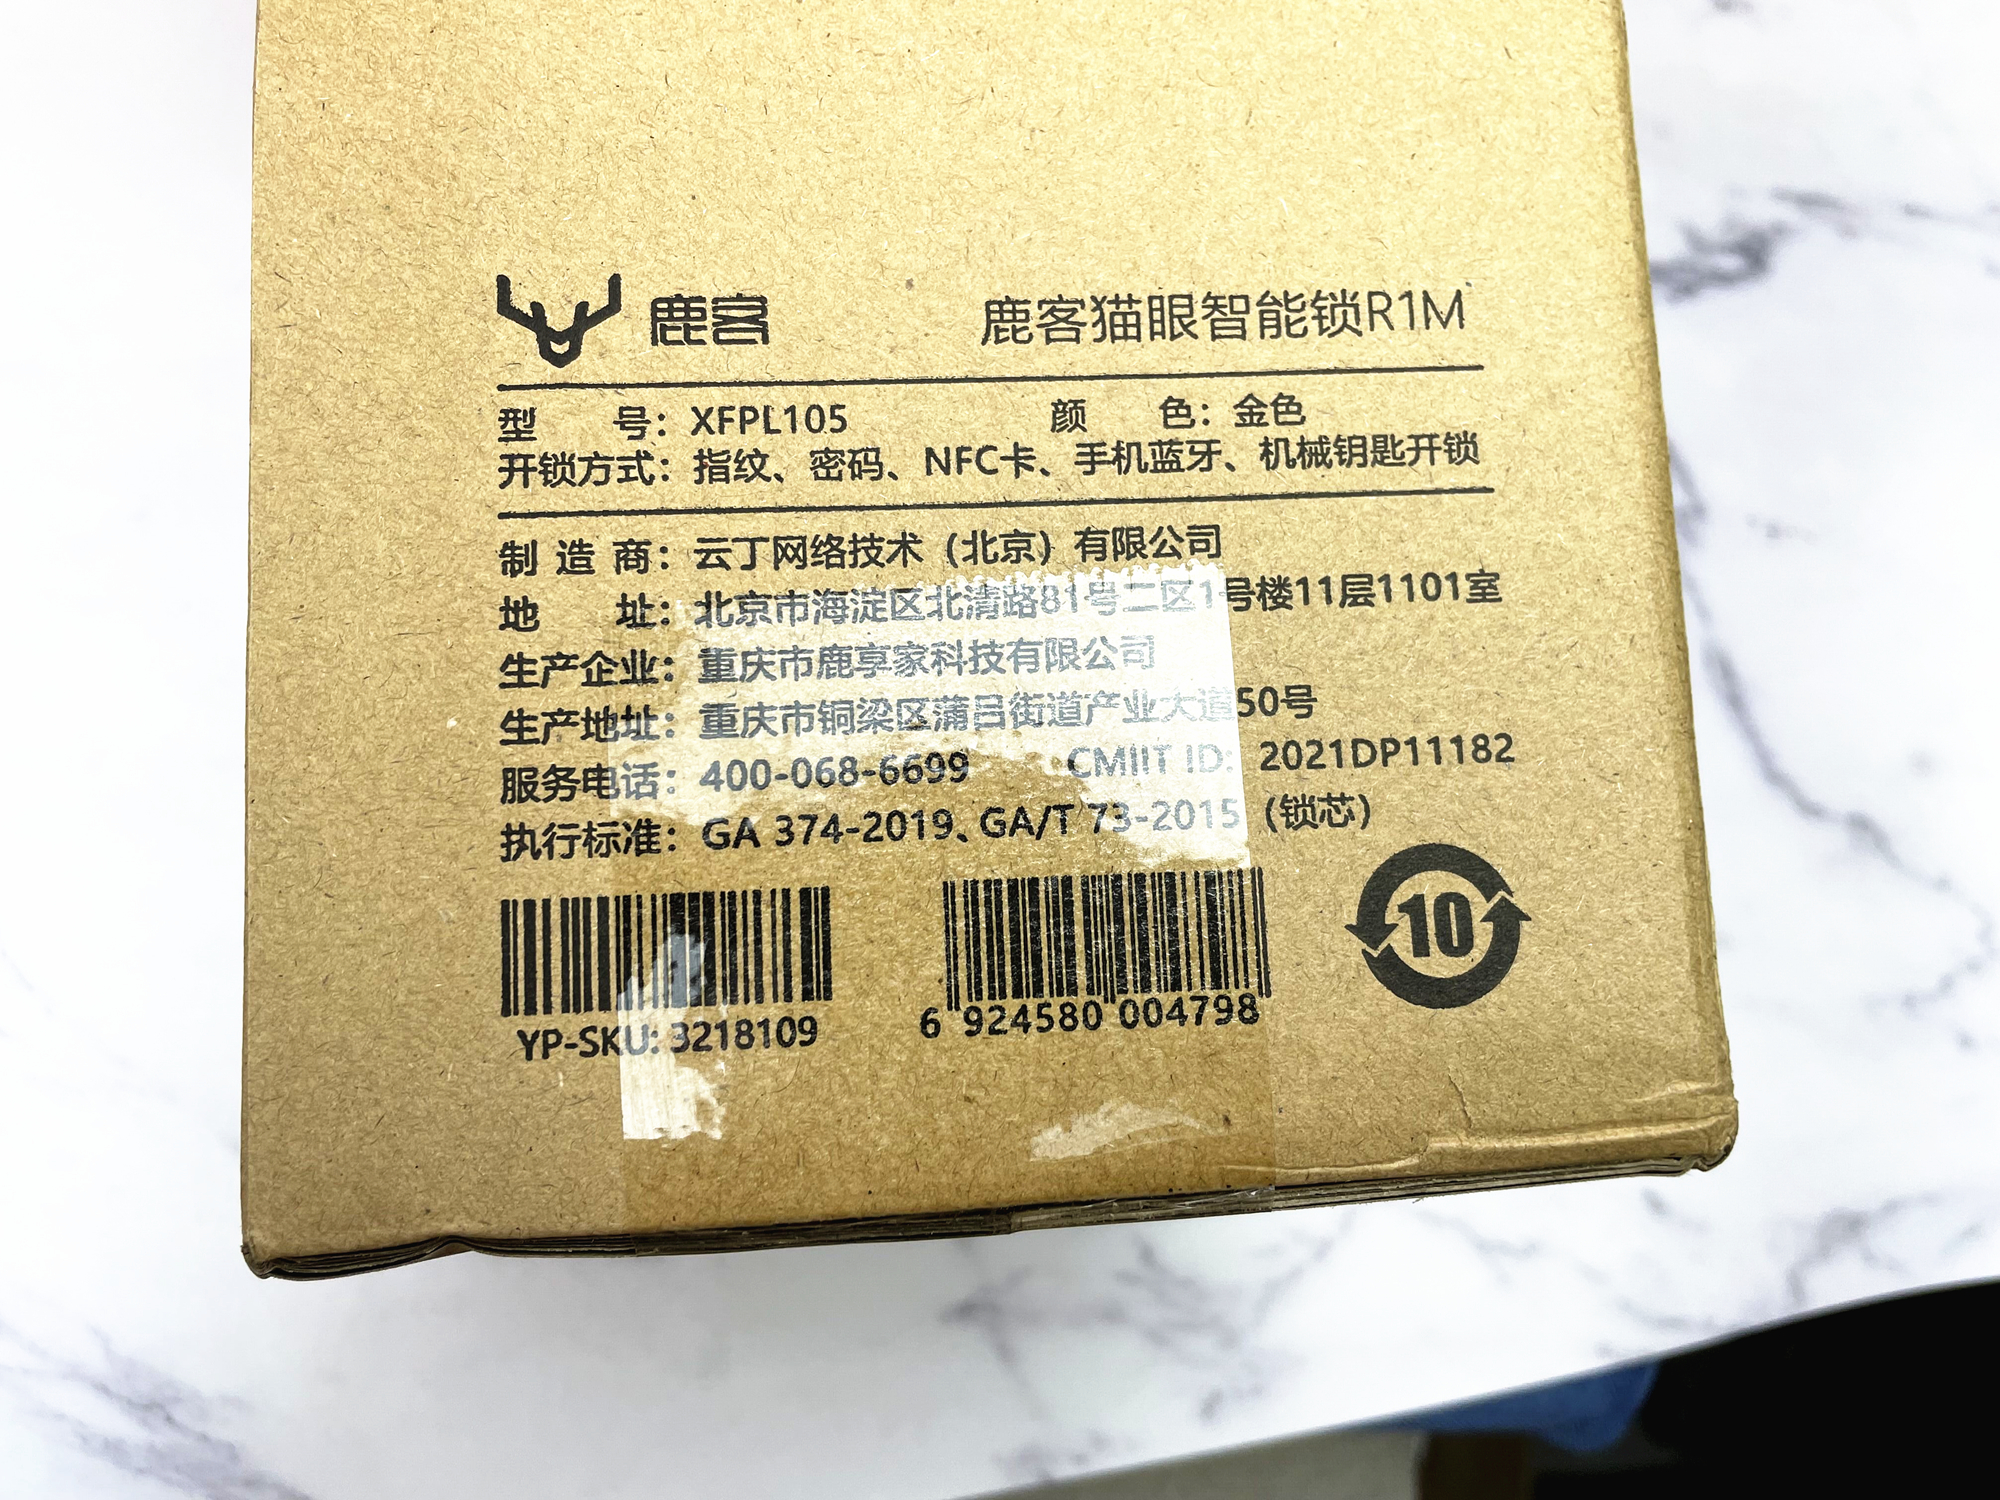 鹿客 鹿客猫眼智能锁R1M
型 号：XFPL105 颜 色：金色
开锁方式：指纹、密码、NFC卡、手机蓝牙、机械钥匙开锁
制 造 商：云丁网络技术（北京）有限公司
地 址：北京市海淀区北清路81号二区1号楼11层1101室
生产企业：重庆市鹿享家科技有限公司
生产地址：重庆市铜梁区蒲吕街道产业大道50号
服务电话：400-068-6699 CMIIT ID：2021DP11182
执行标准：GA 374-2019、GA/T 73-2015（锁芯）
10
YP-SKU: 3218109 6 924580 004798